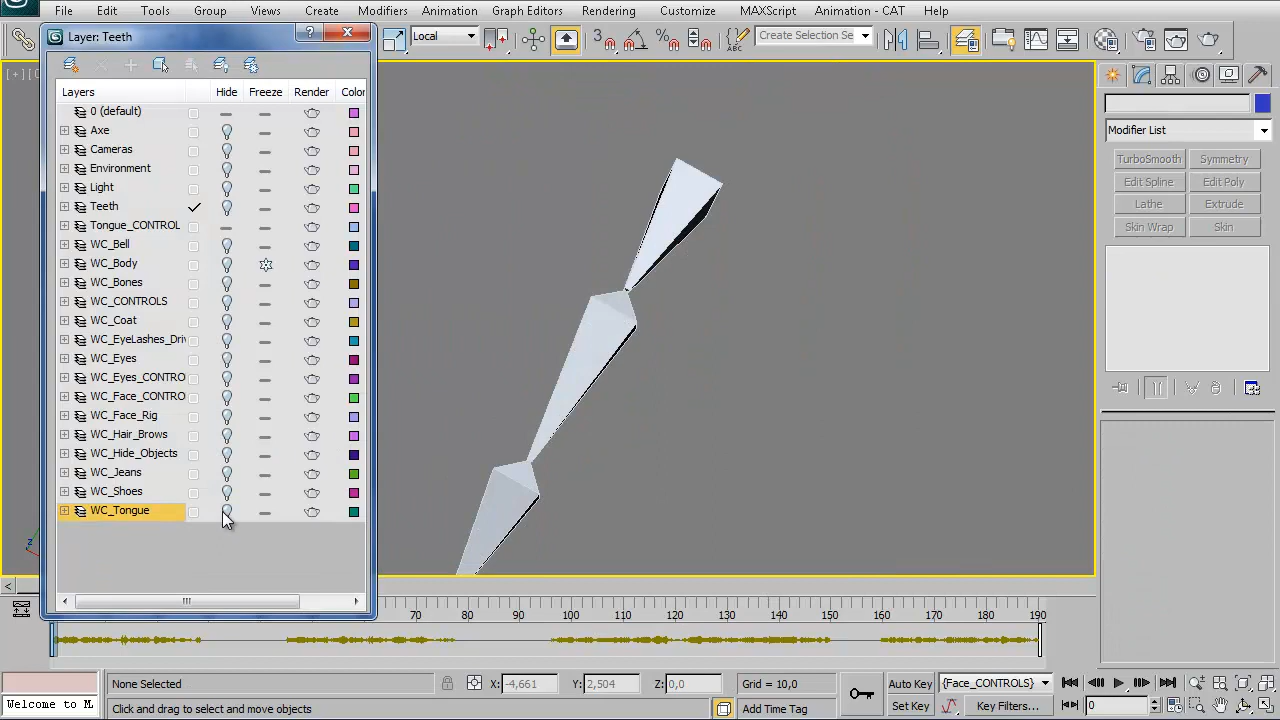 File Edit Tools Group Views Create Modifiers Animation Graph Editors Rendering Customize MAXScript Animation - CAT Help
Layer: Teeth
Local
Create Selection Se
Layers Hide Freeze Render Color
0 (default)
Axe
Cameras
Environment
Light
Teeth
Tongue_CONTROL
WC_Bell
WC_Body
WC_Bones
WC_CONTROLS
WC_Coat
WC_EyeLashes_Dri
WC_Eyes
WC_Eyes_CONTRO
WC_Face_CONTRO
WC_Face_Rig
WC_Hair_Brows
WC_Hide_Objects
WC_Jeans
WC_Shoes
WC_Tongue
Modifier List
TurboSmooth Symmetry
Edit Spline Edit Poly
Lathe Extrude
Skin Wrap Skin
70 80 90 100 110 120 130 140 150 160 170 180 190
None Selected X: -4,661 Y: 2,504 Z: 0,0 Grid = 10,0 Auto Key {Face_CONTROLS}
Welcome to M. Click and drag to select and move objects Add Time Tag Set Key Key Filters... 0